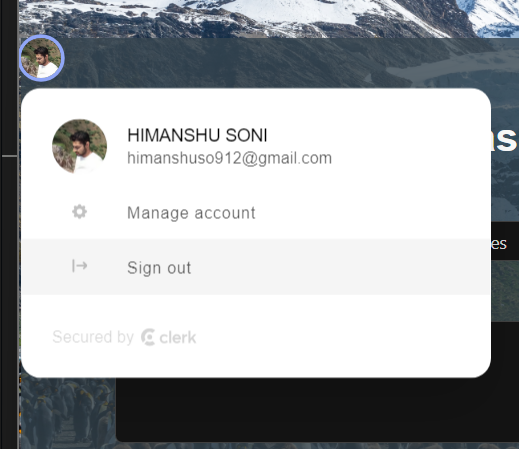 HIMANSHU SONI
himanshuso912@gmail.com
Manage account
Sign out
Secured by clerk